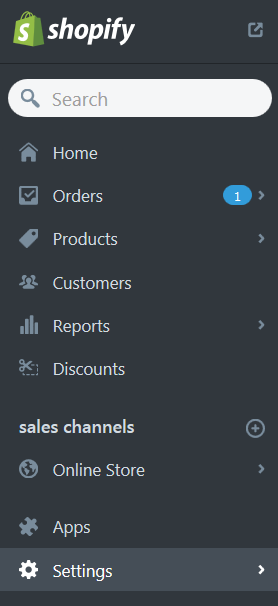 shopify
Search
Home
Orders 1
Products
Customers
Reports
Discounts
sales channels
Online Store
Apps
Settings